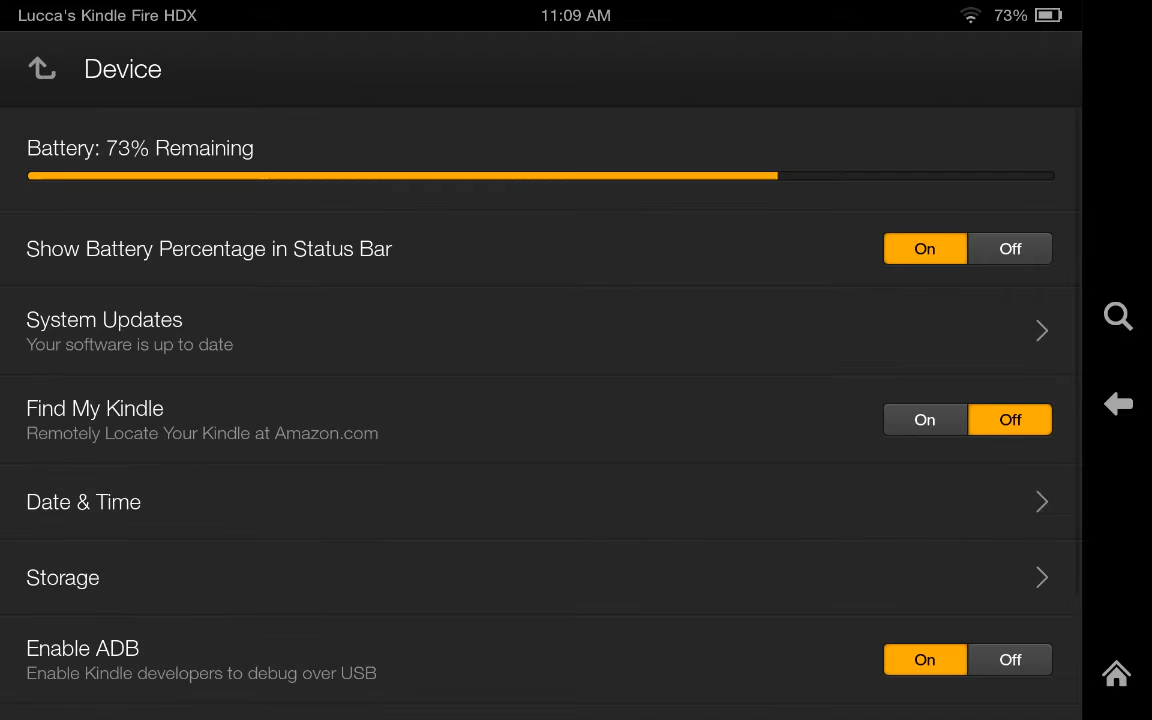 Lucca's Kindle Fire HDX 11:09 AM 73%
Device
Battery: 73% Remaining
Show Battery Percentage in Status Bar On Off
System Updates
Your software is up to date
Find My Kindle On Off
Remotely Locate Your Kindle at Amazon.com
Date & Time
Storage
Enable ADB On Off
Enable Kindle developers to debug over USB